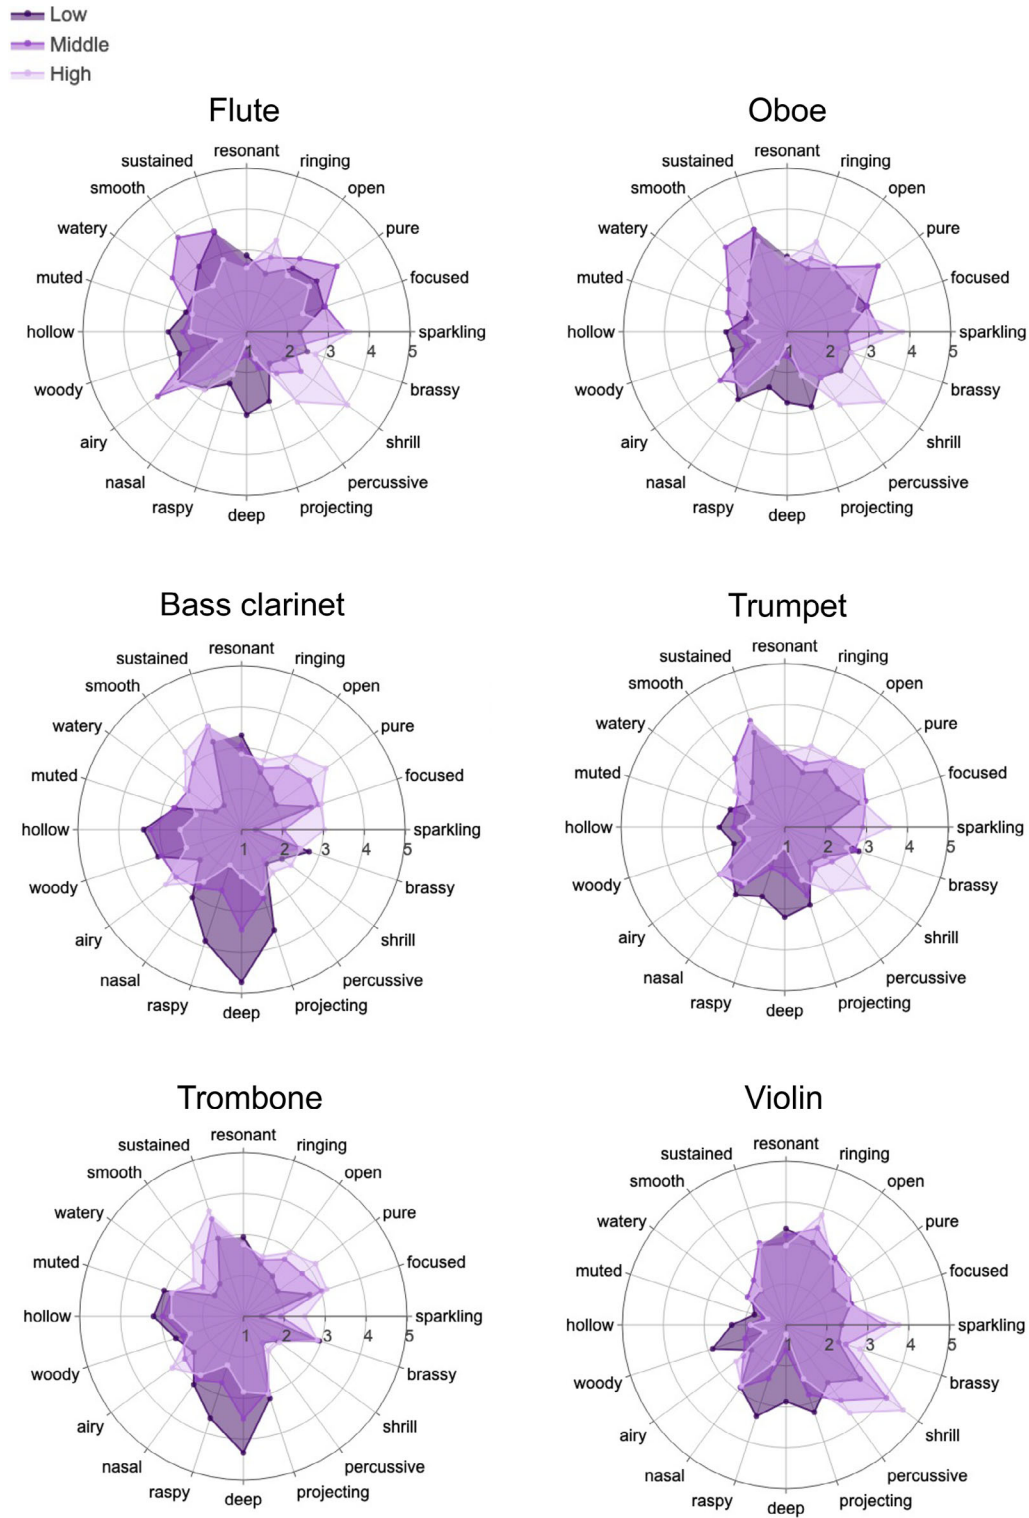 Low
Middle
High
Flute
resonant
ringing
open
pure
focused
sparkling
brassy
shrill
percussive
projecting
deep
raspy
nasal
airy
woody
hollow
muted
watery
smooth
sustained
2 3 4 5
Oboe
resonant
ringing
open
pure
focused
sparkling
brassy
shrill
percussive
projecting
deep
raspy
nasal
airy
woody
hollow
muted
watery
smooth
sustained
1 2 3 4 5
Bass clarinet
resonant
ringing
open
pure
focused
sparkling
brassy
shrill
percussive
projecting
deep
raspy
nasal
airy
woody
hollow
muted
watery
smooth
sustained
1 2 3 4 5
Trumpet
resonant
ringing
open
pure
focused
sparkling
brassy
shrill
percussive
projecting
deep
raspy
nasal
airy
woody
hollow
muted
watery
smooth
sustained
1 2 3 4 5
Trombone
resonant
ringing
open
pure
focused
sparkling
brassy
shrill
percussive
projecting
deep
raspy
nasal
airy
woody
hollow
muted
watery
smooth
sustained
1 2 3 4 5
Violin
resonant
ringing
open
pure
focused
sparkling
brassy
shrill
percussive
projecting
deep
raspy
nasal
airy
woody
hollow
muted
watery
smooth
sustained
1 2 3 4 5